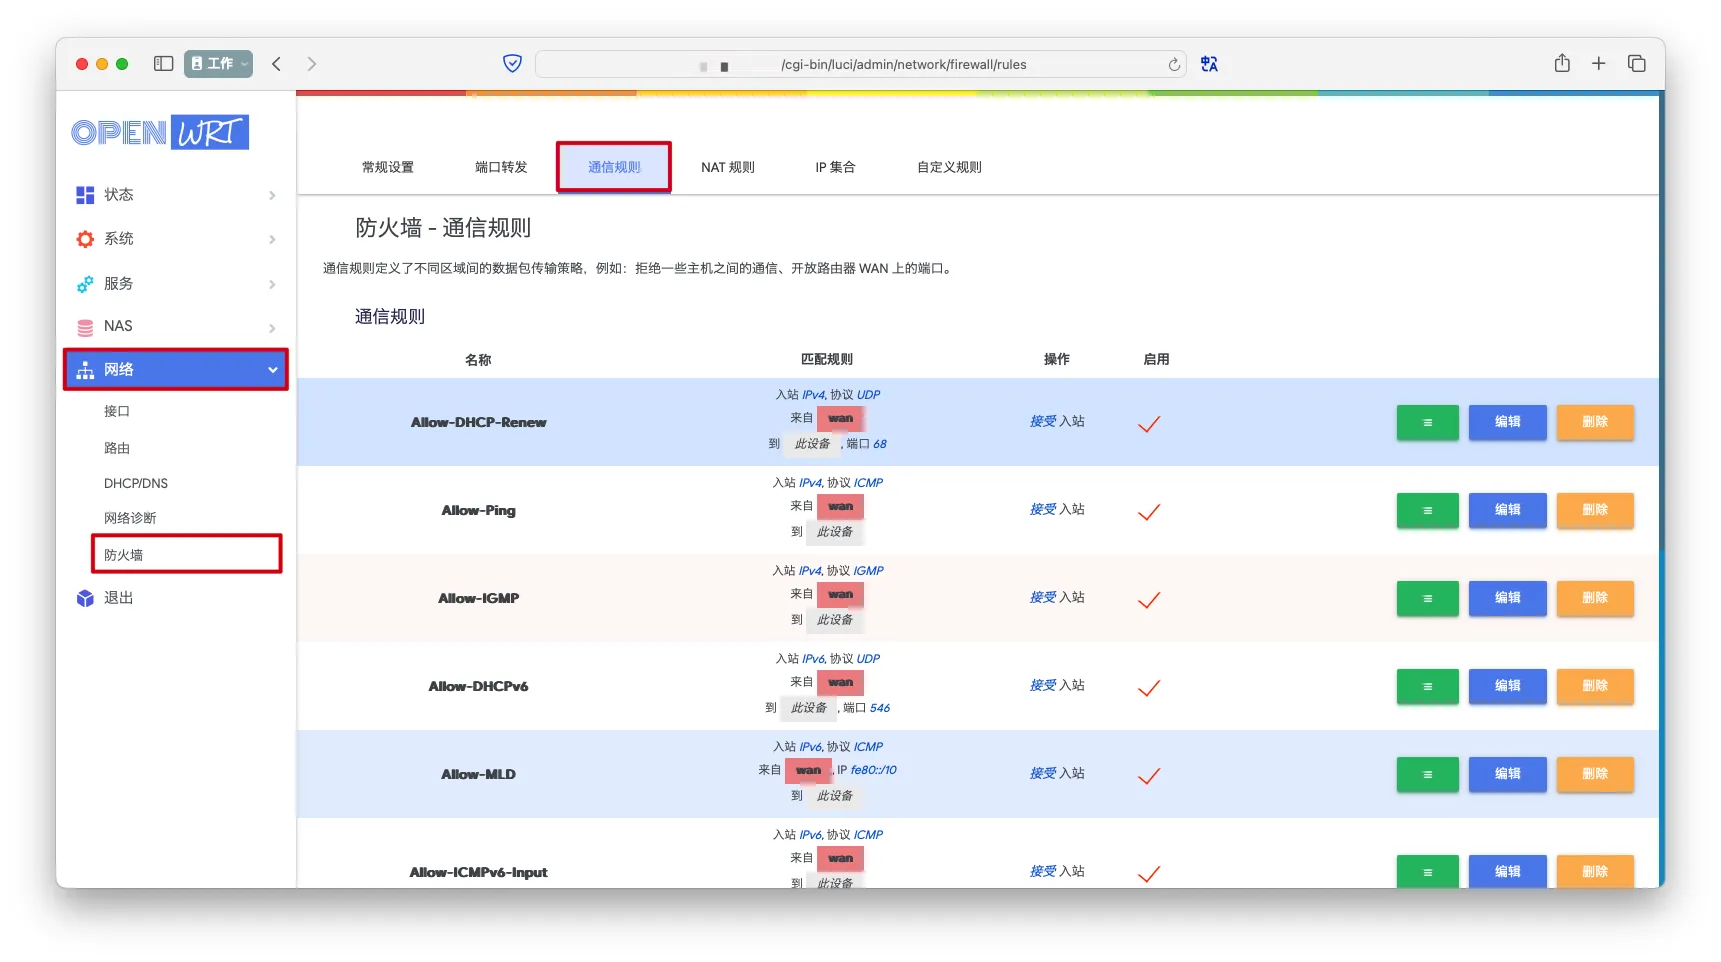 工作
/cgi-bin/luci/admin/network/firewall/rules
OPENWRT
状态
系统
服务
NAS
网络
接口
路由
DHCP/DNS
网络诊断
防火墙
退出
常规设置 端口转发 通信规则 NAT 规则 IP 集合 自定义规则
防火墙 - 通信规则
通信规则定义了不同区域间的数据包传输策略，例如：拒绝一些主机之间的通信、开放路由器 WAN 上的端口。
通信规则
名称 匹配规则 操作 启用
入站 IPv4, 协议 UDP
来自 wan
到 此设备 , 端口 68
Allow-DHCP-Renew 接受 入站 编辑 删除
入站 IPv4, 协议 ICMP
来自 wan
到 此设备
Allow-Ping 接受 入站 编辑 删除
入站 IPv4, 协议 IGMP
来自 wan
到 此设备
Allow-IGMP 接受 入站 编辑 删除
入站 IPv6, 协议 UDP
来自 wan
到 此设备 , 端口 546
Allow-DHCPv6 接受 入站 编辑 删除
入站 IPv6, 协议 ICMP
来自 wan , IP fe80::/10
到 此设备
Allow-MLD 接受 入站 编辑 删除
入站 IPv6, 协议 ICMP
来自 wan
到 此设备
Allow-ICMPv6-Input 接受 入站 编辑 删除